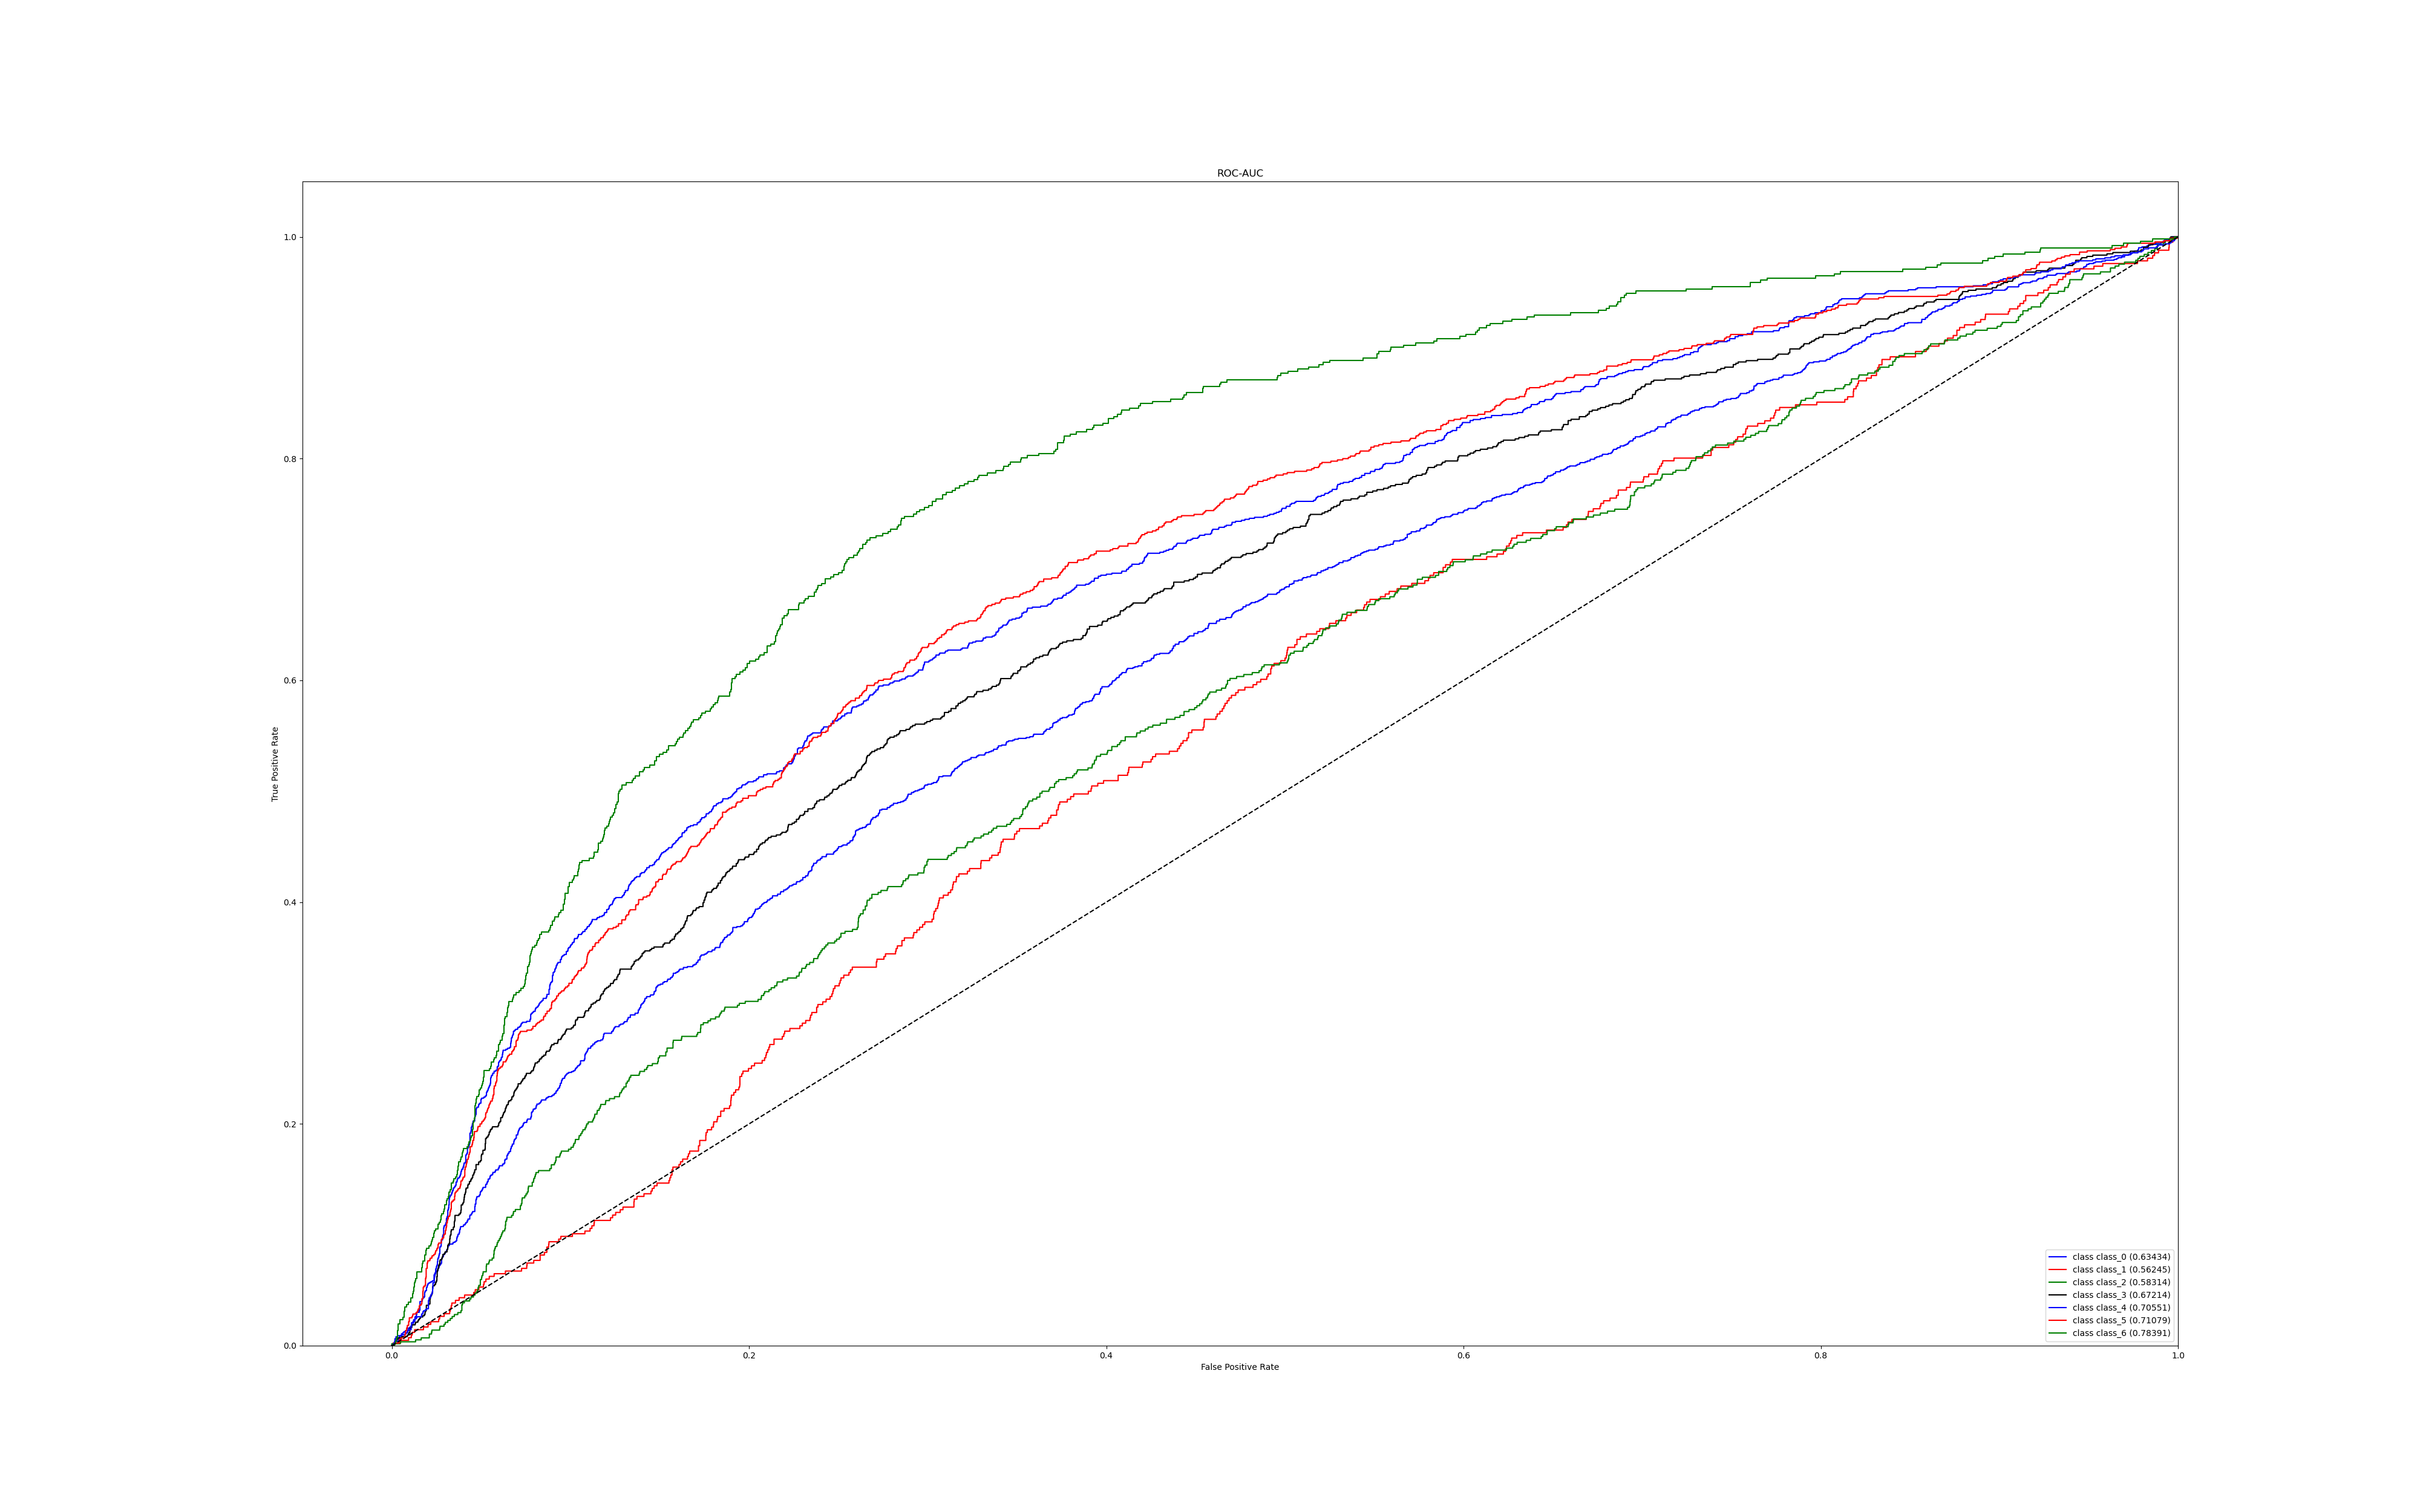 ROC-AUC
1.0
0.8
0.6
0.4
0.2
0.0
True Positive Rate
0.0 0.2 0.4 0.6 0.8 1.0
False Positive Rate
class class_0 (0.63434)
class class_1 (0.56245)
class class_2 (0.58314)
class class_3 (0.67214)
class class_4 (0.70551)
class class_5 (0.71079)
class class_6 (0.78391)